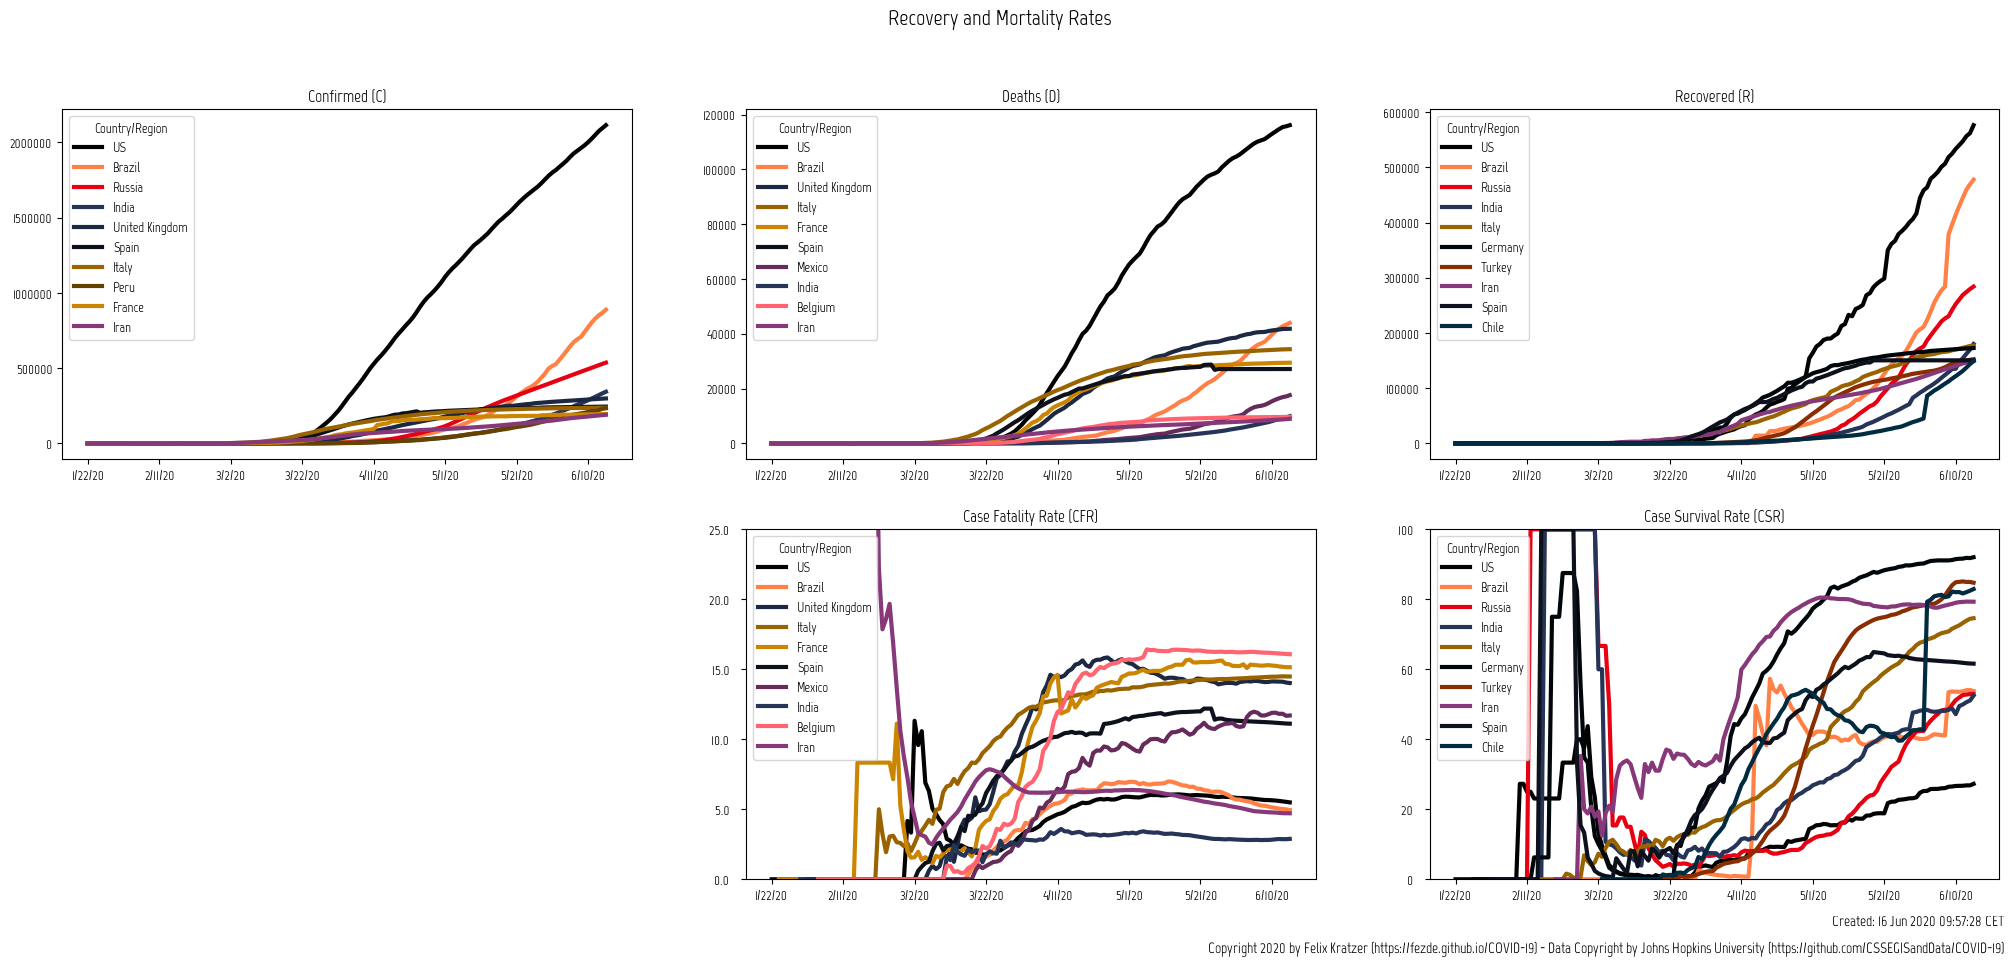 Recovery and Mortality Rates
Confirmed (C)
Country/Region
US
Brazil
Russia
India
United Kingdom
Spain
Italy
Peru
France
Iran
2000000
1500000
1000000
500000
0
1/22/20 2/11/20 3/2/20 3/22/20 4/11/20 5/1/20 5/21/20 6/10/20
Deaths (D)
Country/Region
US
Brazil
United Kingdom
Italy
France
Spain
Mexico
India
Belgium
Iran
120000
100000
80000
60000
40000
20000
0
1/22/20 2/11/20 3/2/20 3/22/20 4/11/20 5/1/20 5/21/20 6/10/20
Recovered (R)
Country/Region
US
Brazil
Russia
India
Italy
Germany
Turkey
Iran
Spain
Chile
600000
500000
400000
300000
200000
100000
0
1/22/20 2/11/20 3/2/20 3/22/20 4/11/20 5/1/20 5/21/20 6/10/20
Case Fatality Rate (CFR)
Country/Region
US
Brazil
United Kingdom
Italy
France
Spain
Mexico
India
Belgium
Iran
25.0
20.0
15.0
10.0
5.0
0.0
1/22/20 2/11/20 3/2/20 3/22/20 4/11/20 5/1/20 5/21/20 6/10/20
Case Survival Rate (CSR)
Country/Region
US
Brazil
Russia
India
Italy
Germany
Turkey
Iran
Spain
Chile
100
80
60
40
20
0
1/22/20 2/11/20 3/2/20 3/22/20 4/11/20 5/1/20 5/21/20 6/10/20
Created: 16 Jun 2020 09:57:28 CET
Copyright 2020 by Felix Kratzer (https://fezde.github.io/COVID-19) - Data Copyright by Johns Hopkins University (https://github.com/CSSEGISandData/COVID-19)